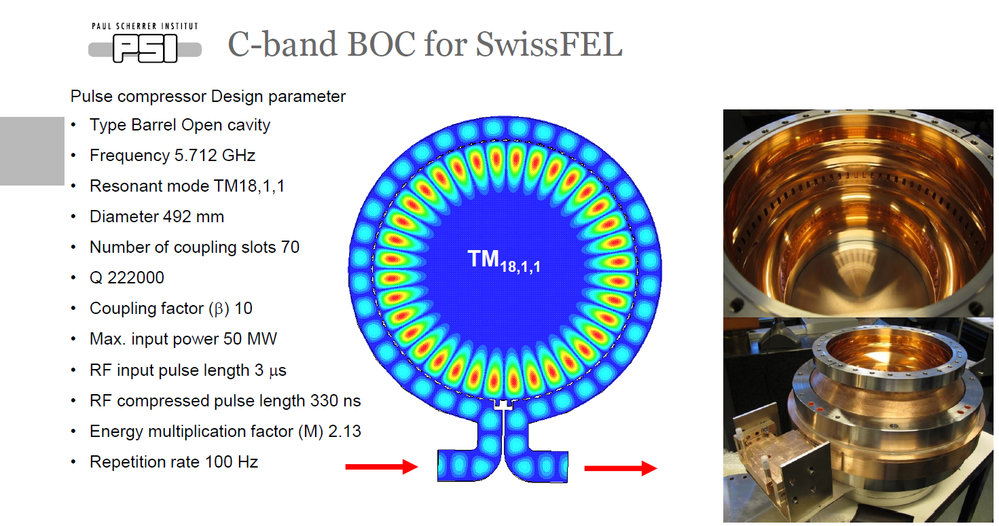 PAUL SCHERRER INSTITUT
PSI
C-band BOC for SwissFEL
Pulse compressor Design parameter
• Type Barrel Open cavity
• Frequency 5.712 GHz
• Resonant mode TM18,1,1
• Diameter 492 mm
• Number of coupling slots 70
• Q 222000
• Coupling factor (β) 10
• Max. input power 50 MW
• RF input pulse length 3 μs
• RF compressed pulse length 330 ns
• Energy multiplication factor (M) 2.13
• Repetition rate 100 Hz
TM18,1,1